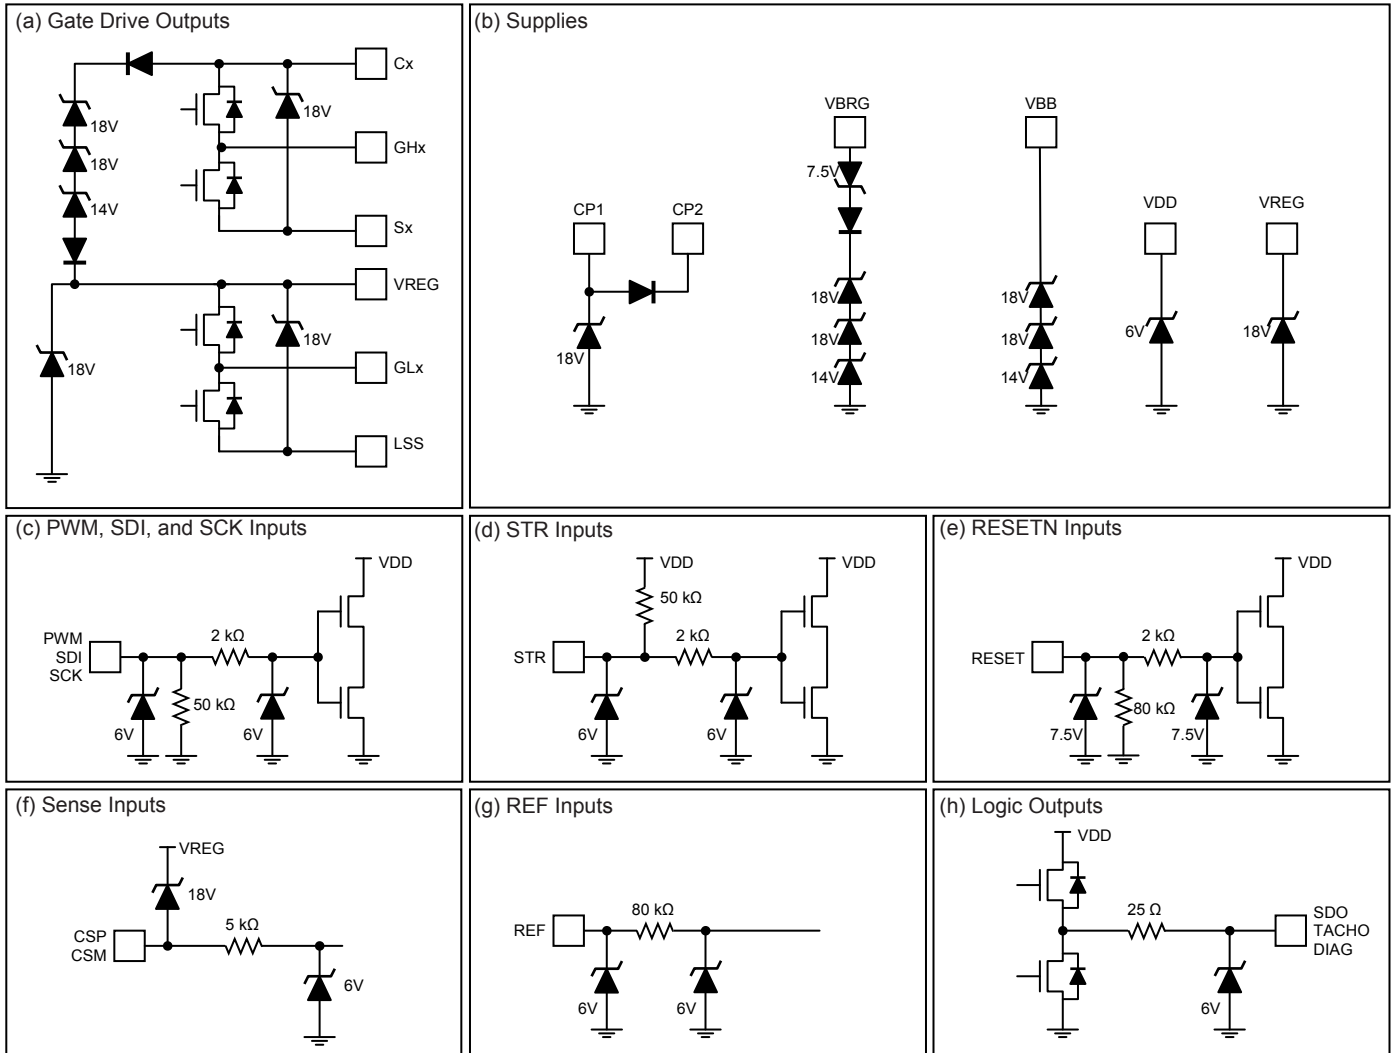 (a) Gate Drive Outputs
Cx
18V
18V
GHx
18V
14V
Sx
VREG
18V
18V
GLx
LSS
(b) Supplies
VBRG
VBB
7.5V
CP1
CP2
VDD
VREG
18V
18V
18V
18V
18V
6V
18V
14V
14V
(c) PWM, SDI, and SCK Inputs
VDD
2 kΩ
PWM
SDI
SCK
50 kΩ
6V
6V
(d) STR Inputs
VDD
VDD
50 kΩ
2 kΩ
STR
6V
6V
(e) RESETN Inputs
VDD
2 kΩ
RESET
80 kΩ
7.5V
7.5V
(f) Sense Inputs
VREG
18V
5 kΩ
CSP
CSM
6V
(g) REF Inputs
80 kΩ
REF
6V
6V
(h) Logic Outputs
VDD
25 Ω
SDO
TACHO
DIAG
6V